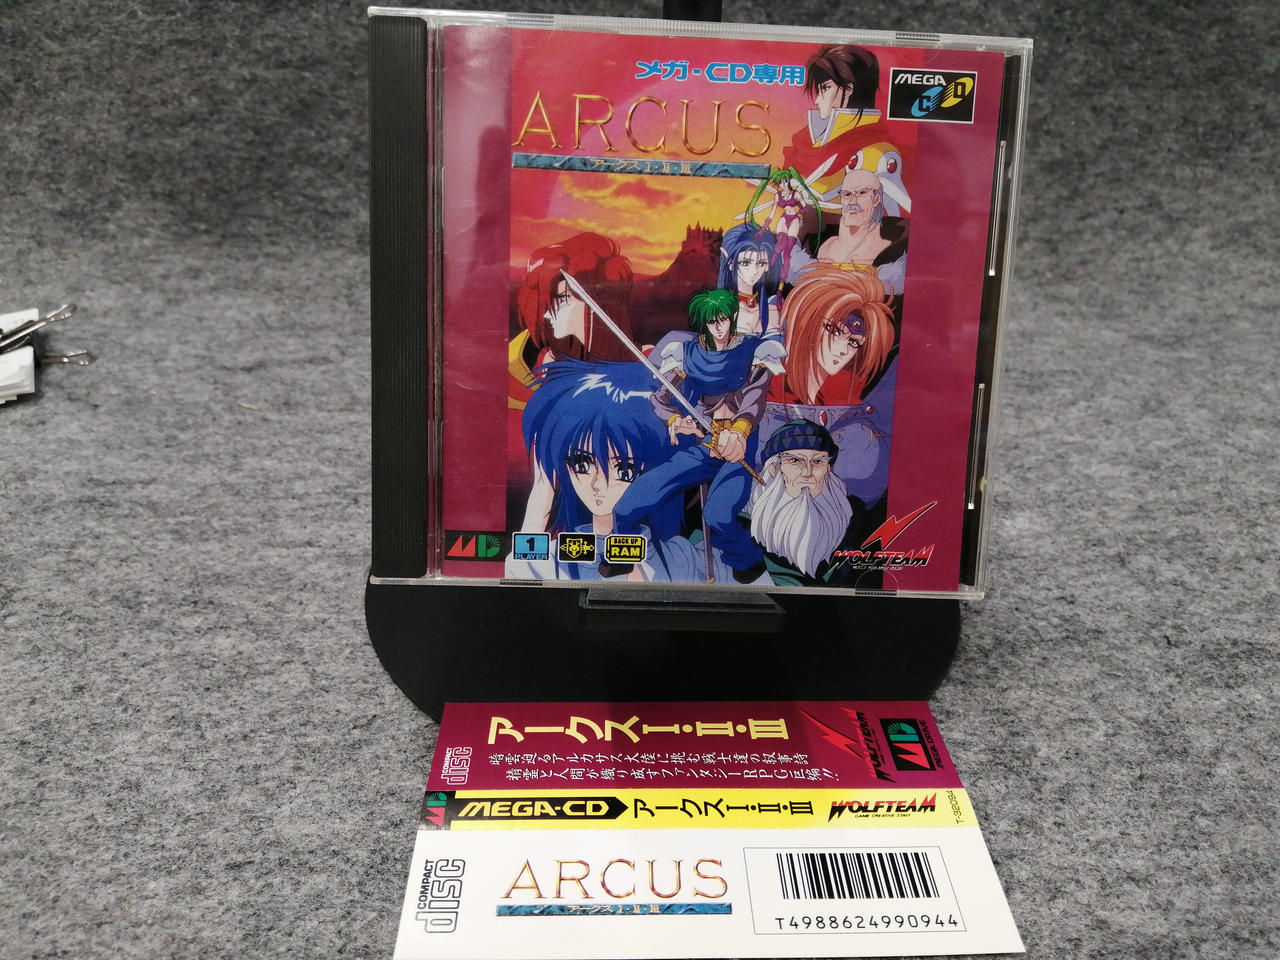 メガ-CD専用
MEGA
CD
ARCUS
アークス I・II・III
MD
1
PLAYER
BACK UP
RAM
WOLFTEAM
アークスI・II・III
暗雲迫るアルカサス大陸に挑む戦士達の叙事詩
精霊と人間が織り成すファンタジーRPG巨編!!
COMPACT
disc
WOLFTEAM
MD
MEGA DRIVE
MD
MEGA-CD
アークスI・II・III
WOLFTEAM
GAME CREATIVE STAFF
T-32094
COMPACT
disc
ARCUS
アークス I・II・III
T4988624990944